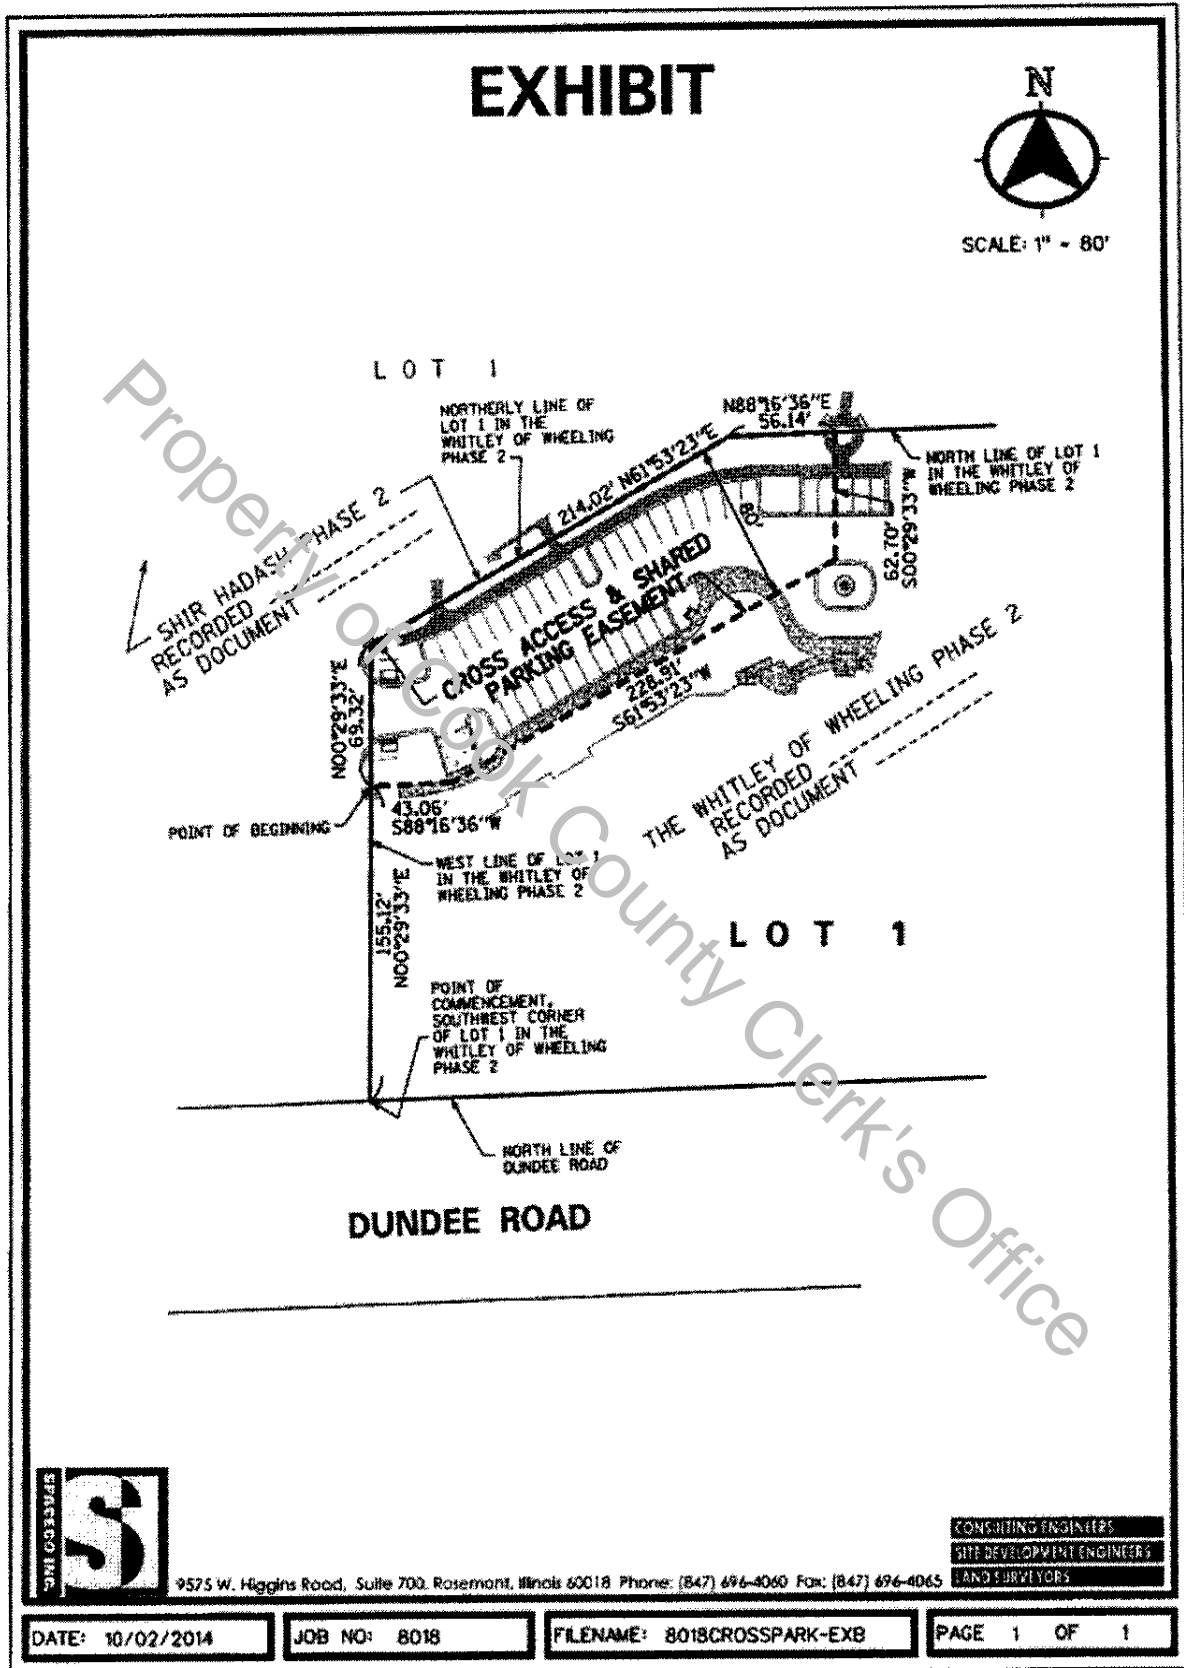 EXHIBIT
N
SCALE: 1" = 80'
LOT 1
NORTHERLY LINE OF
LOT 1 IN THE
WHITLEY OF WHEELING
PHASE 2
N88°16'36"E
56.14'
214.02' N61°53'23"E
NORTH LINE OF LOT 1
IN THE WHITLEY OF
WHEELING PHASE 2
62.70'
S00°29'33"W
80'
SHIR HADASH PHASE 2
RECORDED
AS DOCUMENT
CROSS ACCESS & SHARED
PARKING EASEMENT
228.91'
S61°53'23"W
N00°29'33"E
69.32'
THE WHITLEY OF WHEELING PHASE 2
RECORDED
AS DOCUMENT
43.06'
S88°16'36"W
POINT OF BEGINNING
WEST LINE OF LOT 1
IN THE WHITLEY OF
WHEELING PHASE 2
155.12'
N00°29'33"E
LOT 1
POINT OF
COMMENCEMENT,
SOUTHWEST CORNER
OF LOT 1 IN THE
WHITLEY OF WHEELING
PHASE 2
NORTH LINE OF
DUNDEE ROAD
DUNDEE ROAD
Property of Cook County Clerk's Office
SPACECO INC
S
CONSULTING ENGINEERS
SITE DEVELOPMENT ENGINEERS
LAND SURVEYORS
9575 W. Higgins Road, Suite 700, Rosemont, Illinois 60018 Phone: (847) 696-4060 Fax: (847) 696-4065
DATE: 10/02/2014
JOB NO: 8018
FILENAME: 8018CROSSPARK-EXB
PAGE 1 OF 1